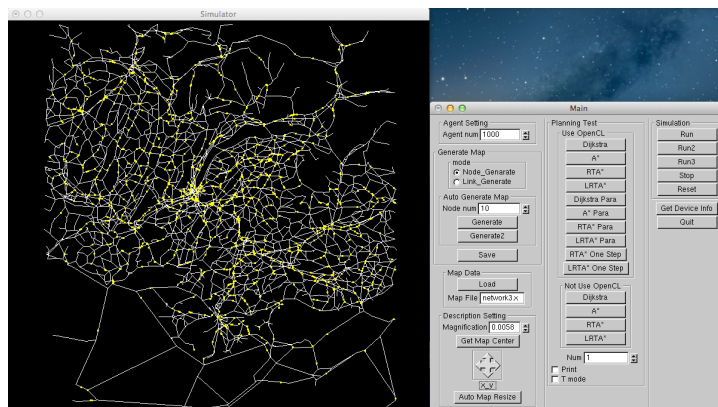 Simulator
Main
Agent Setting
Agent num 1000
Generate Map
mode
Node_Genarate
Link_Generate
Auto Generate Map
Node num 10
Generate
Generate2
Save
Map Data
Load
Map File network3.x
Description Setting
Magnification 0.0058
Get Map Center
x_y
Auto Map Resize
Planning Test
Use OpenCL
Dijkstra
A*
RTA*
LRTA*
Dijkstra Para
A* Para
RTA* Para
LRTA* Para
RTA* One Step
LRTA* One Step
Not Use OpenCL
Dijkstra
A*
RTA*
LRTA*
Num 1
Print
T mode
Simulation
Run
Run2
Run3
Stop
Reset
Get Device Info
Quit